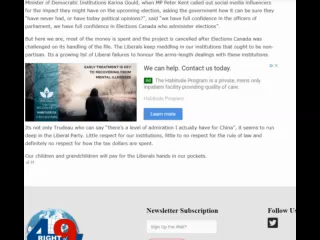 Minister of Democratic Institutions Karina Gould, when MP Peter Kent called out social media influencers
for the impact they might have on the upcoming election, asking the government how it can be sure they
"have never had, or have today political opinions?", said "we have full confidence in the officers of
parliament, we have full confidence in Elections Canada who administer elections".
But here we are, most of the money is spent and the project is cancelled after Elections Canada was
challenged on its handling of the file. The Liberals keep meddling in our institutions that ought to be non-
partisan. Its a growing list of Liberal failures to honour the arms-length dealings with these institutions.
EARLY TREATMENT IS KEY
TO RECOVERING FROM
MENTAL ILLNESSES
We can help. Contact us
today.
Ad The Habitude Program is a private, means only
inpatient facility providing quality of care.
Habitude Program
Learn More
Its not only Trudeau who can say "there's a level of admiration I actually have for China", it seems to run
deep in the Liberal Party. Little respect for our institutions, little to no respect for the rule of law and
definitely no respect for how the tax dollars are spent.
Our children and grandchildren will pay for the Liberals hands in our pockets.
RIGHT
49
Newsletter Subscription
Sign Up the Mail*
Follow Us